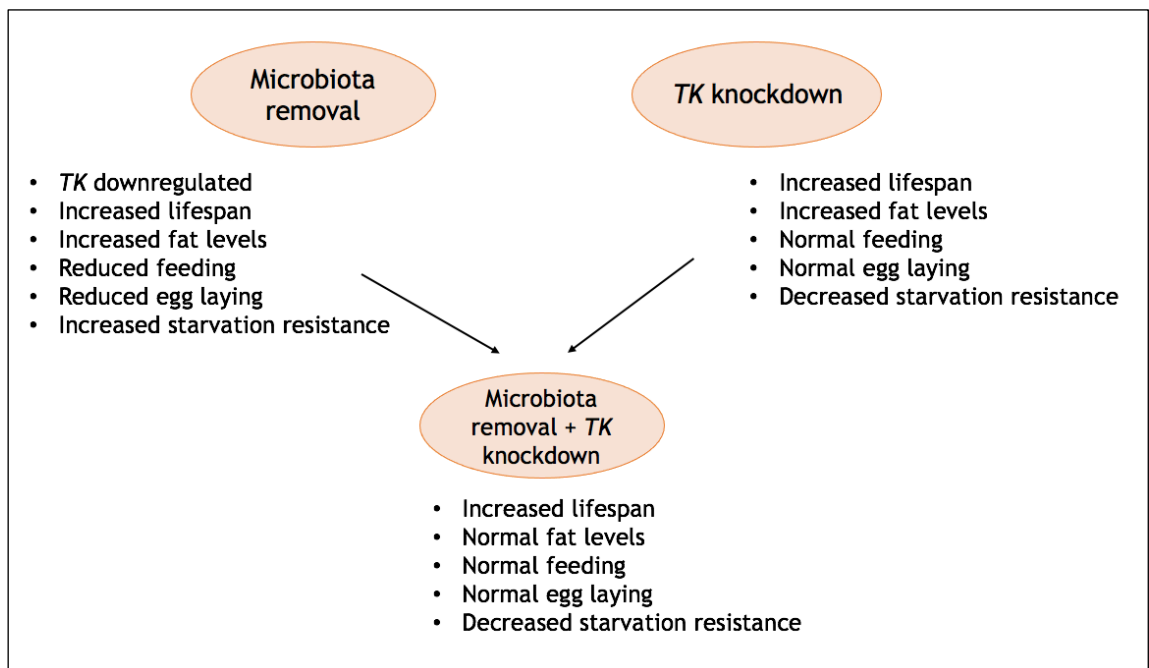 Microbiota
removal
TK knockdown
• TK downregulated
• Increased lifespan
• Increased fat levels
• Reduced feeding
• Reduced egg laying
• Increased starvation resistance
• Increased lifespan
• Increased fat levels
• Normal feeding
• Normal egg laying
• Decreased starvation resistance
Microbiota
removal + TK
knockdown
• Increased lifespan
• Normal fat levels
• Normal feeding
• Normal egg laying
• Decreased starvation resistance